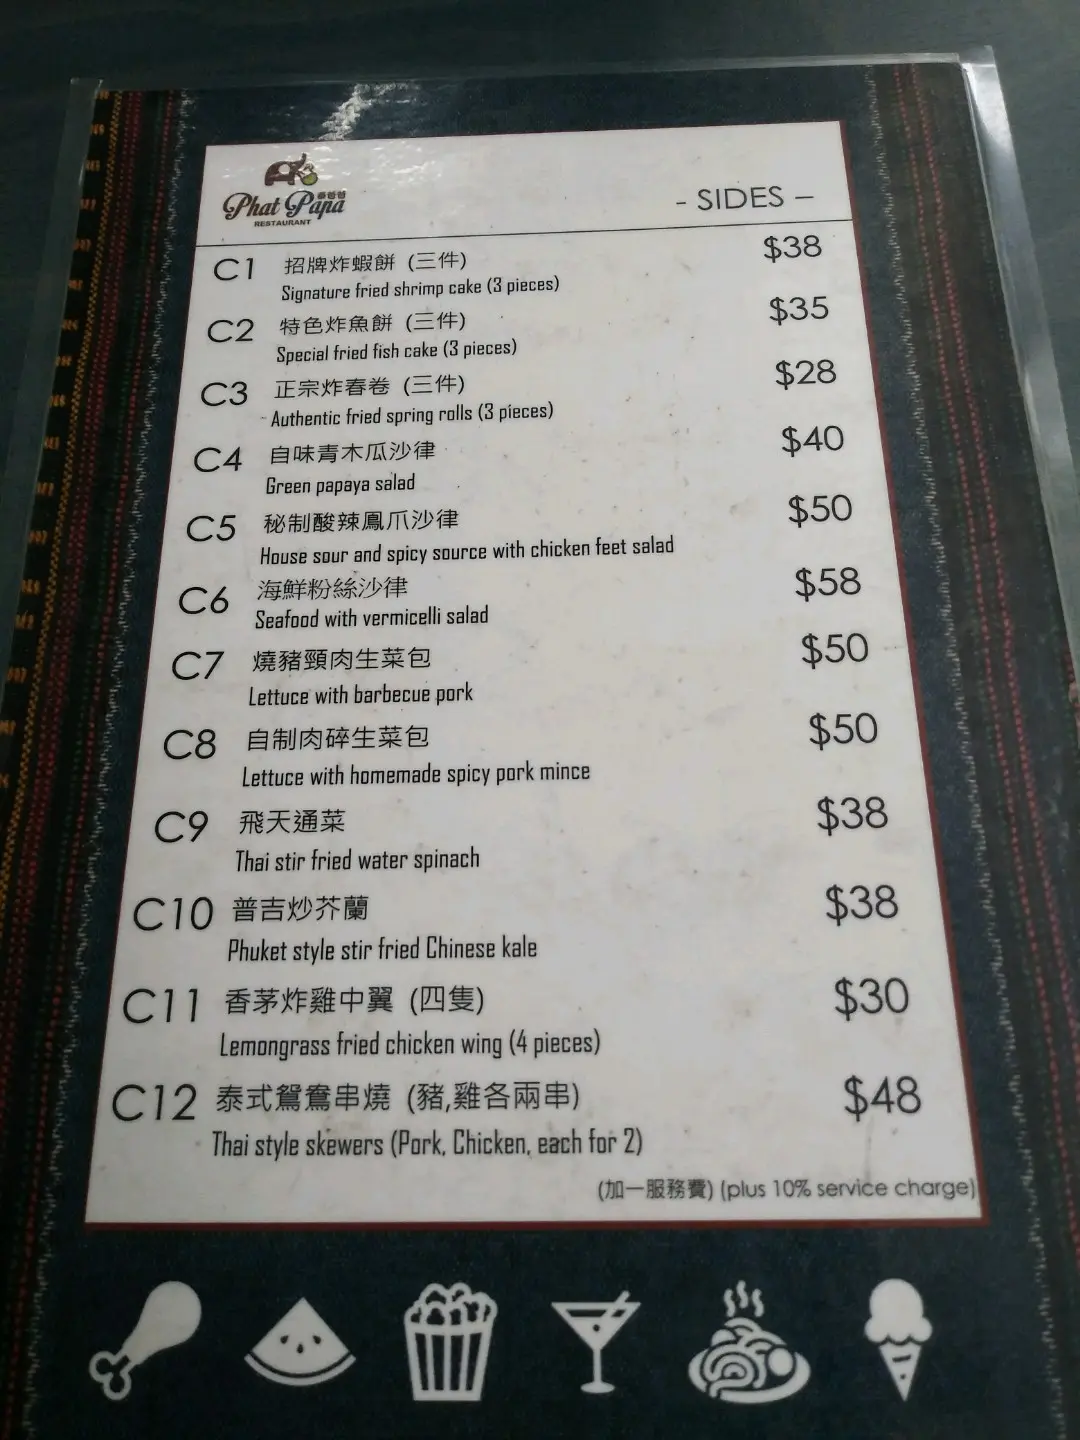 泰爸爸
Phat Papa
RESTAURANT
- SIDES –
C1 招牌炸蝦餅 (三件) $38
Signature fried shrimp cake (3 pieces)
C2 特色炸魚餅 (三件) $35
Special fried fish cake (3 pieces)
C3 正宗炸春卷 (三件) $28
Authentic fried spring rolls (3 pieces)
C4 自味青木瓜沙律 $40
Green papaya salad
C5 秘制酸辣鳳爪沙律 $50
House sour and spicy source with chicken feet salad
C6 海鮮粉絲沙律 $58
Seafood with vermicelli salad
C7 燒豬頸肉生菜包 $50
Lettuce with barbecue pork
C8 自制肉碎生菜包 $50
Lettuce with homemade spicy pork mince
C9 飛天通菜 $38
Thai stir fried water spinach
C10 普吉炒芥蘭 $38
Phuket style stir fried Chinese kale
C11 香茅炸雞中翼 (四隻) $30
Lemongrass fried chicken wing (4 pieces)
C12 泰式鴛鴦串燒 (豬,雞各兩串) $48
Thai style skewers (Pork, Chicken, each for 2)
(加一服務費) (plus 10% service charge)